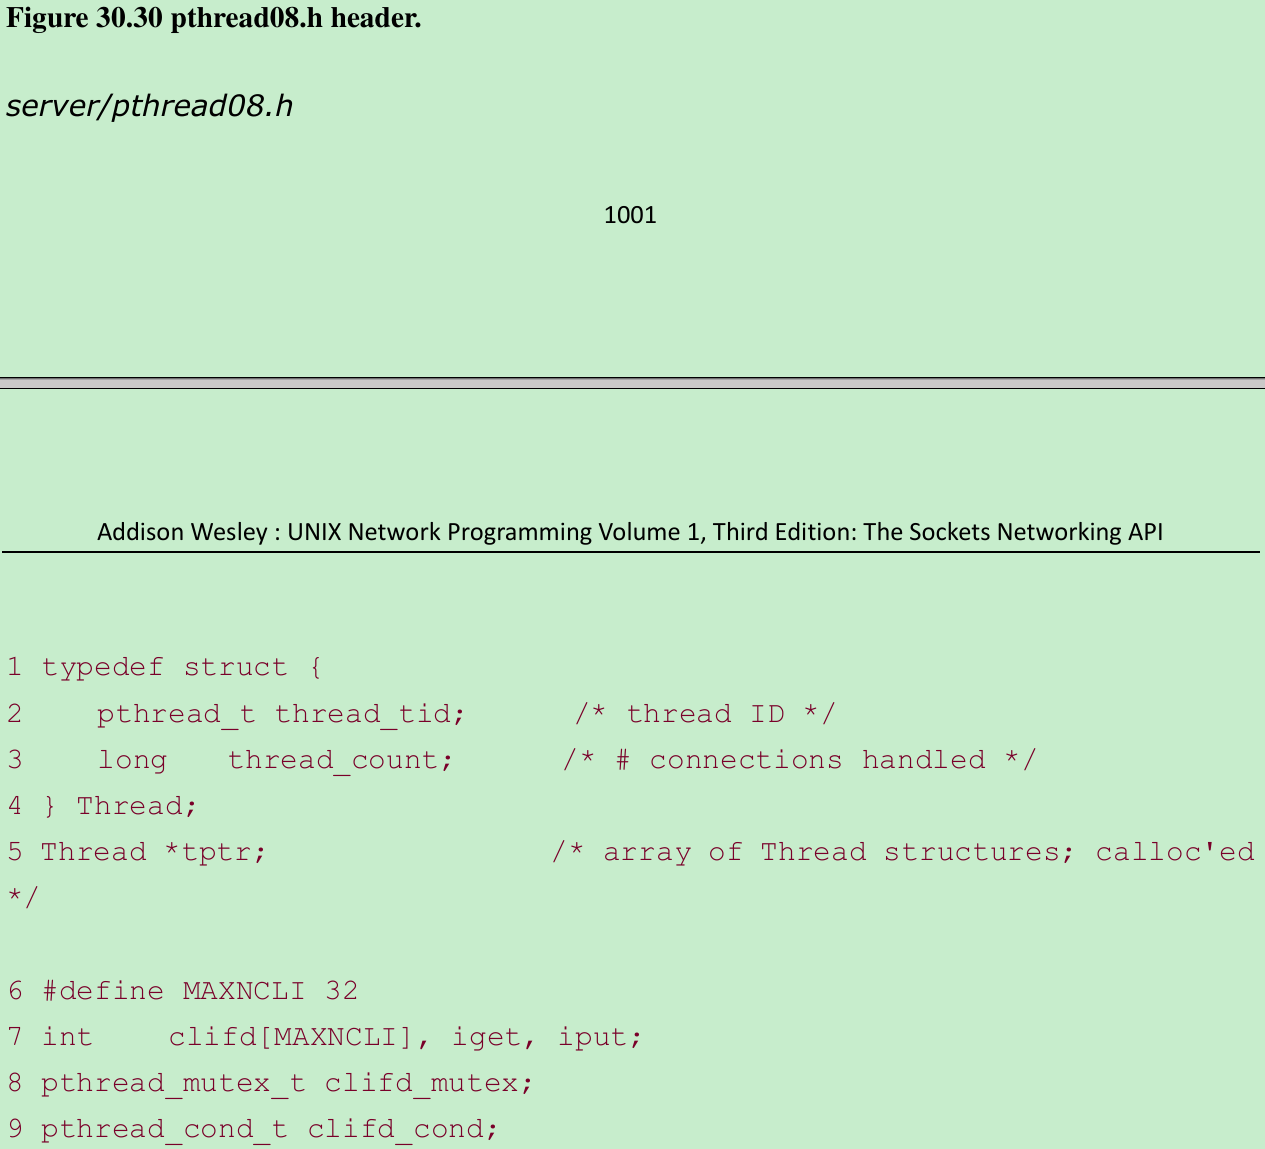 Figure 30.30 pthread08.h header.
server/pthread08.h
1001
Addison Wesley : UNIX Network Programming Volume 1, Third Edition: The Sockets Networking API
1 typedef struct {
2 pthread_t thread_tid; /* thread ID */
3 long thread_count; /* # connections handled */
4 } Thread;
5 Thread *tptr; /* array of Thread structures; calloc'ed
*/
6 #define MAXNCLI 32
7 int clifd[MAXNCLI], iget, iput;
8 pthread_mutex_t clifd_mutex;
9 pthread_cond_t clifd_cond;